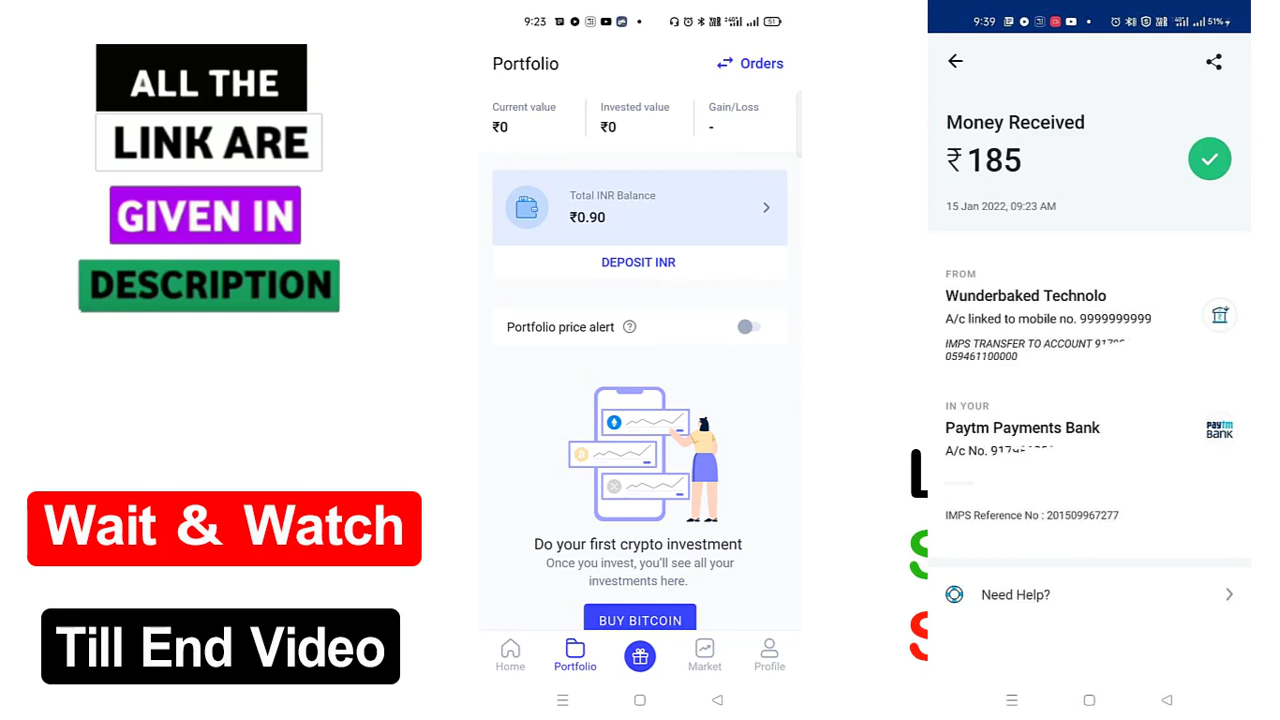 ALL THE
LINK ARE
GIVEN IN
DESCRIPTION
Wait & Watch
Till End Video
9:23
51
Portfolio
Orders
Current value
₹0
Invested value
₹0
Gain/Loss
-
Total INR Balance
₹0.90
DEPOSIT INR
Portfolio price alert
Do your first crypto investment
Once you invest, you'll see all your
investments here.
BUY BITCOIN
Home
Portfolio
Market
Profile
9:39
51%
Money Received
₹185
15 Jan 2022, 09:23 AM
FROM
Wunderbaked Technolo
A/c linked to mobile no. 9999999999
IMPS TRANSFER TO ACCOUNT
059461100000
IN YOUR
Paytm Payments Bank
paytm
BANK
A/c No.
IMPS Reference No : 201509967277
Need Help?